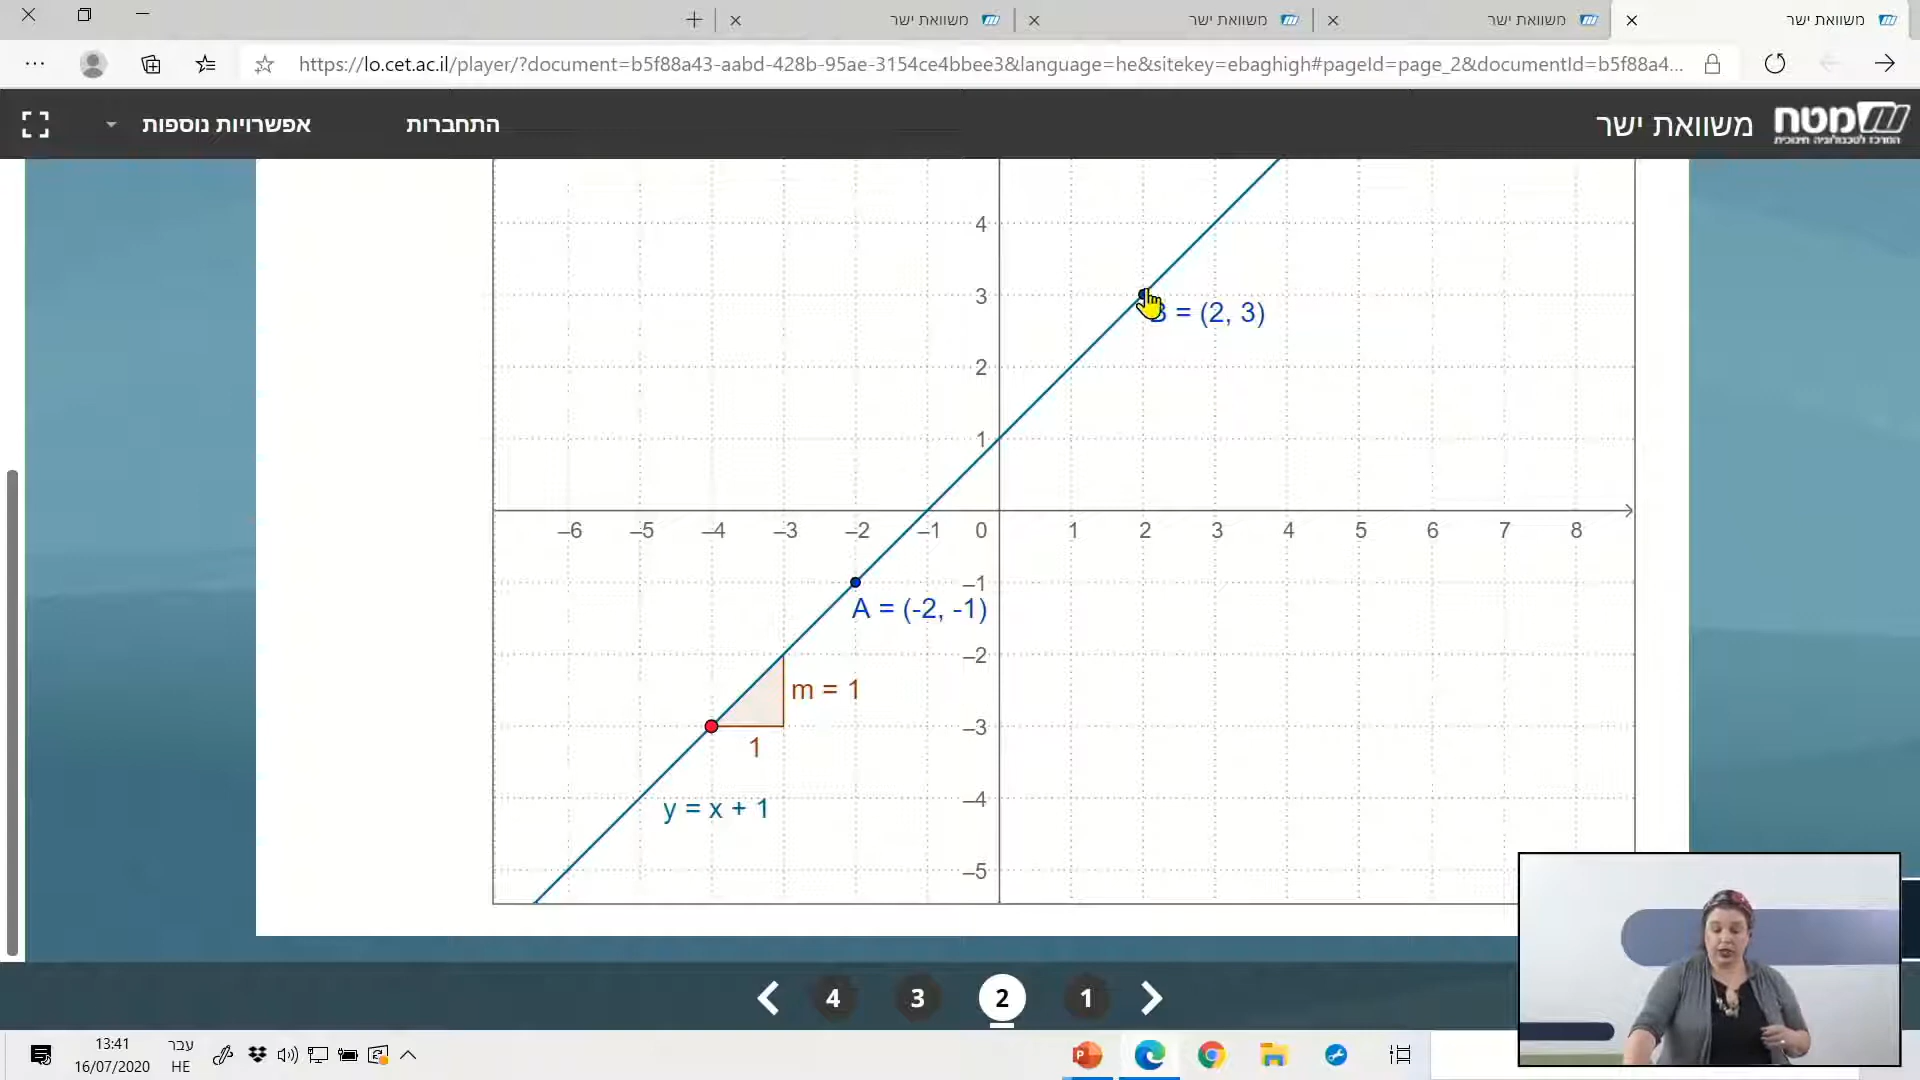 משוואת ישר
משוואת ישר
משוואת ישר
משוואת ישר
https://lo.cet.ac.il/player/?document=b5f88a43-aabd-428b-95ae-3154ce4bbee3&language=he&sitekey=ebaghigh#pageId=page_2&documentId=b5f88a4...
מטח
המרכז לטכנולוגיה חינוכית
משוואת ישר
התחברות
אפשרויות נוספות
4
3
2
1
–6 –5 –4 –3 –2 –1 0 1 2 3 4 5 6 7 8
–1
–2
–3
–4
–5
B = (2, 3)
A = (-2, -1)
m = 1
1
y = x + 1
4 3 2 1
13:41
16/07/2020
עבר
HE